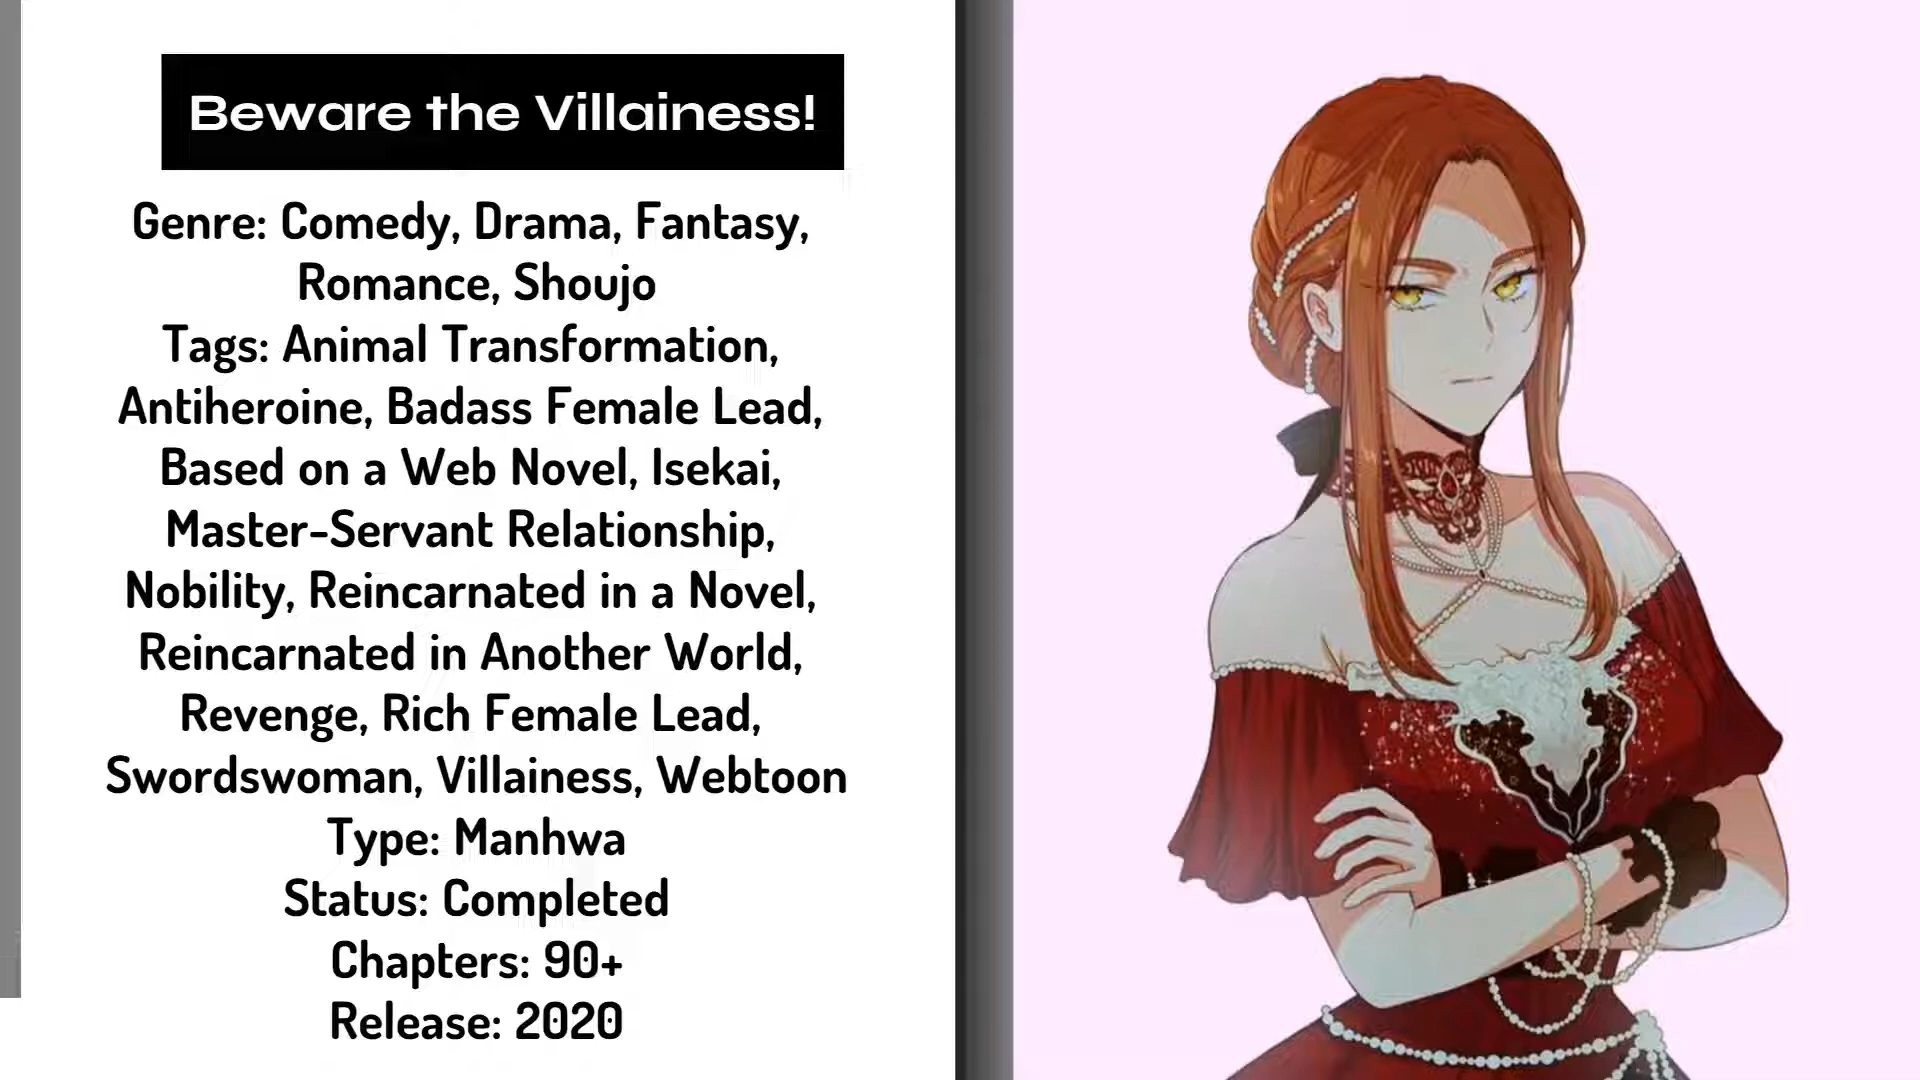 Beware the Villainess!
Genre: Comedy, Drama, Fantasy,
Romance, Shoujo
Tags: Animal Transformation,
Antiheroine, Badass Female Lead,
Based on a Web Novel, Isekai,
Master-Servant Relationship,
Nobility, Reincarnated in a Novel,
Reincarnated in Another World,
Revenge, Rich Female Lead,
Swordswoman, Villainess, Webtoon
Type: Manhwa
Status: Completed
Chapters: 90+
Release: 2020